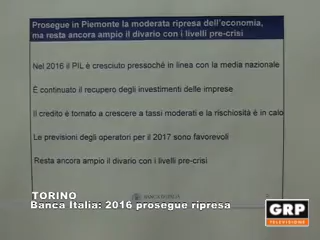 Prosegue in Piemonte la moderata ripresa dell'economia,
ma resta ancora ampio il divario con i livelli pre-crisi
Nel 2016 il PIL è cresciuto pressoché in linea con la media nazionale
È continuato il recupero degli investimenti delle imprese
Il credito è tornato a crescere a tassi moderati e la rischiosità è in calo
Le previsioni degli operatori per il 2017 sono favorevoli
Resta ancora ampio il divario con i livelli pre-crisi
TORINO
Banca Italia: 2016 prosegue ripresa
GRP
TELEVISIONE